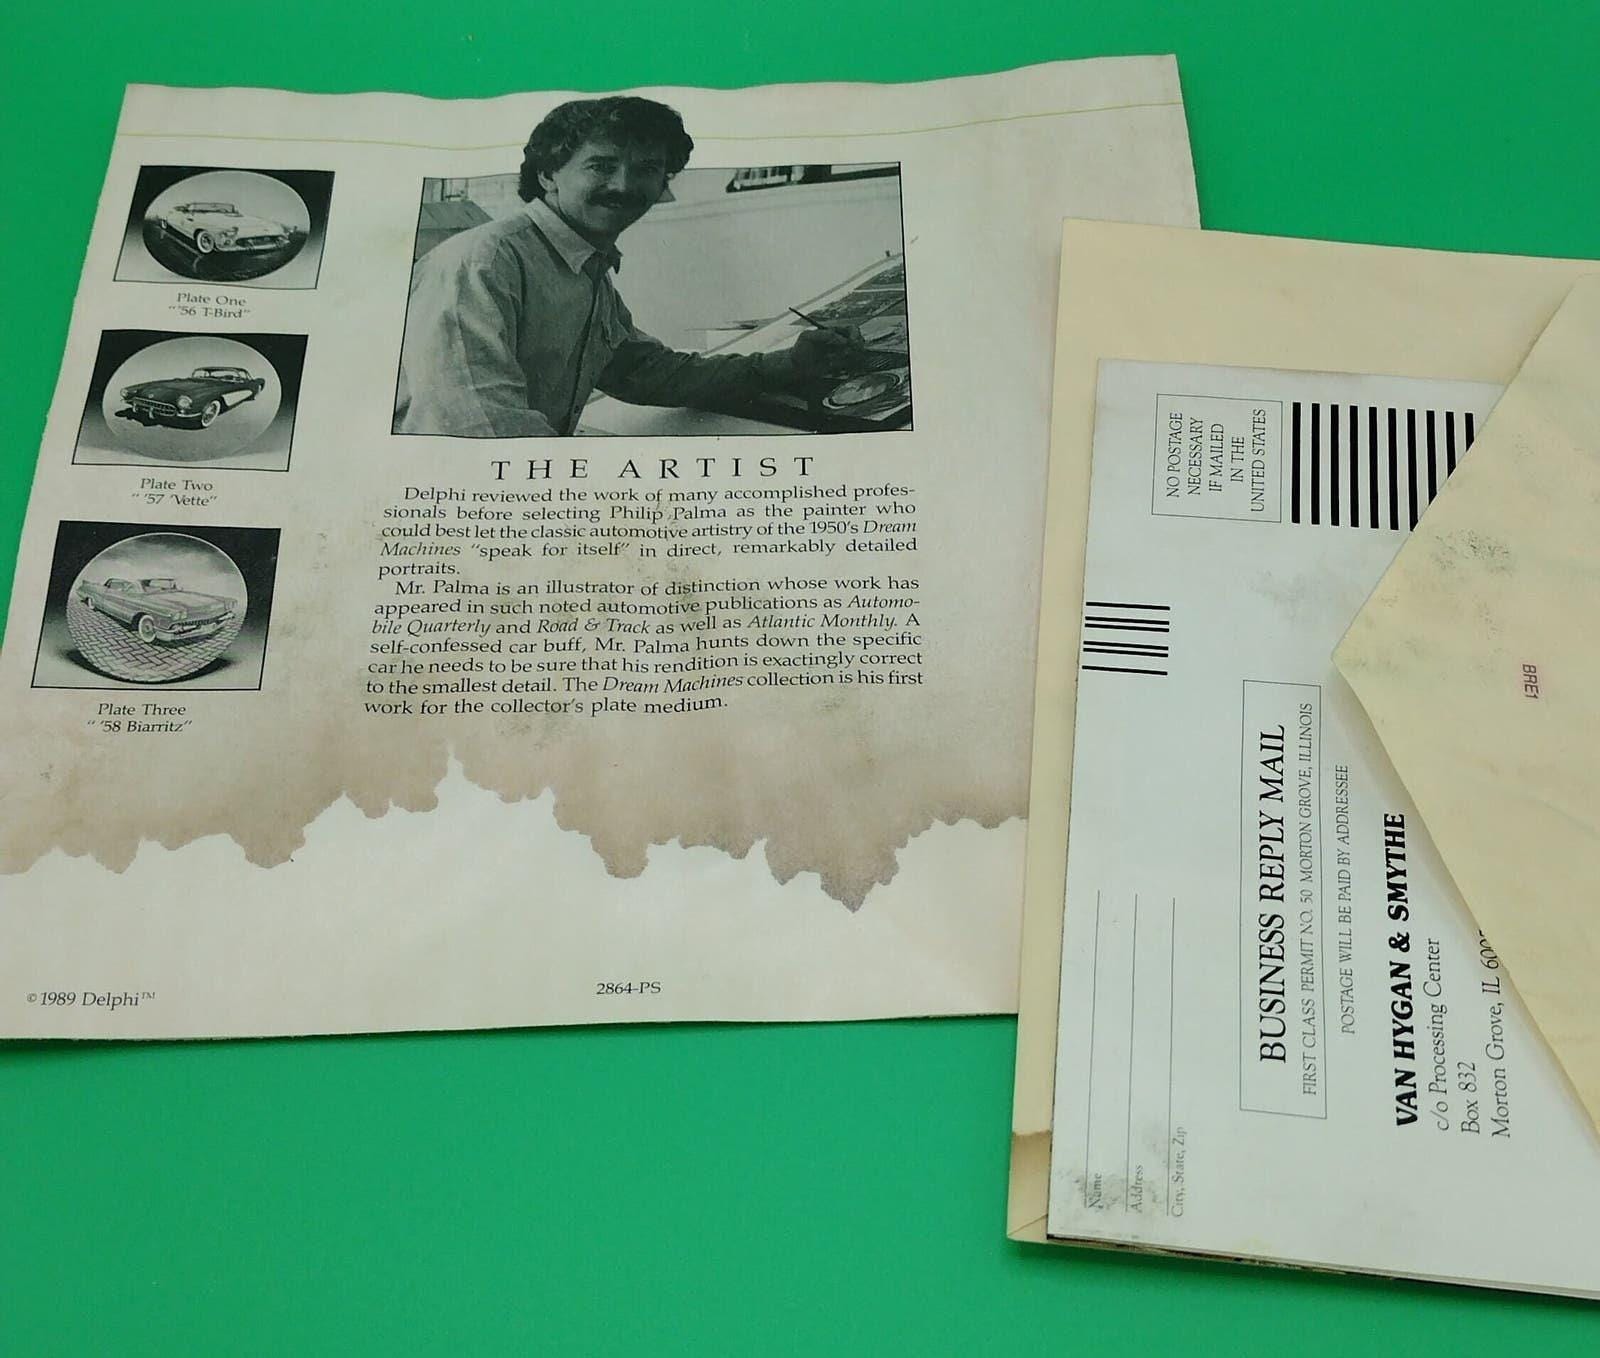 Plate One
"'56 T-Bird"
Plate Two
"'57 'Vette"
Plate Three
"'58 Biarritz"
THE ARTIST
Delphi reviewed the work of many accomplished profes-
sionals before selecting Philip Palma as the painter who
could best let the classic automotive artistry of the 1950's Dream
Machines "speak for itself" in direct, remarkably detailed
portraits.
Mr. Palma is an illustrator of distinction whose work has
appeared in such noted automotive publications as Automo-
bile Quarterly and Road & Track as well as Atlantic Monthly. A
self-confessed car buff, Mr. Palma hunts down the specific
car he needs to be sure that his rendition is exactingly correct
to the smallest detail. The Dream Machines collection is his first
work for the collector's plate medium.
© 1989 Delphi™
2864-PS
NO POSTAGE
NECESSARY
IF MAILED
IN THE
UNITED STATES
BUSINESS REPLY MAIL
FIRST CLASS PERMIT NO. 50 MORTON GROVE, ILLINOIS
POSTAGE WILL BE PAID BY ADDRESSEE
VAN HYGAN & SMYTHE
c/o Processing Center
Box 832
Morton Grove, IL
Name
Address
City, State, Zip
BRE1